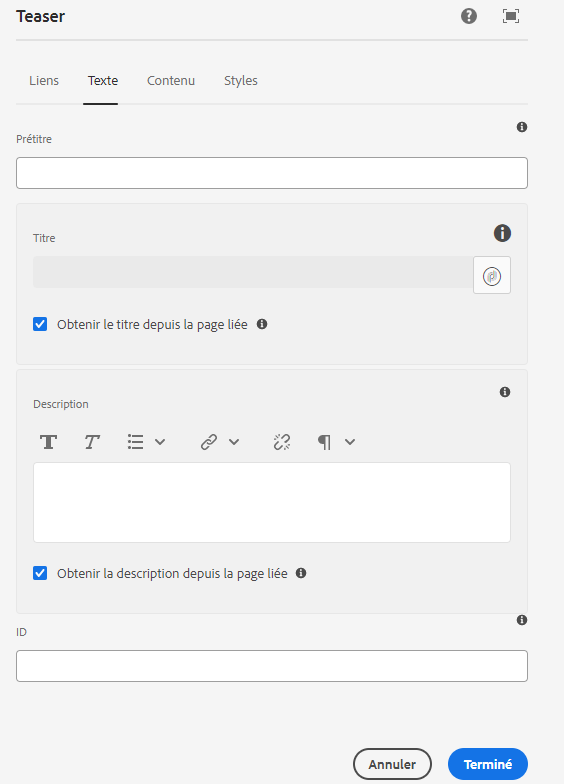 Teaser
Liens Texte Contenu Styles
Prétitre
Titre
Obtenir le titre depuis la page liée
Description
Obtenir la description depuis la page liée
ID
Annuler Terminé